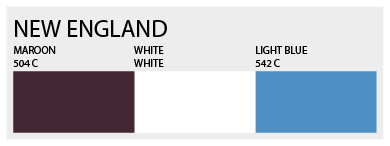 NEW ENGLAND
MAROON WHITE LIGHT BLUE
504 C WHITE 542 C